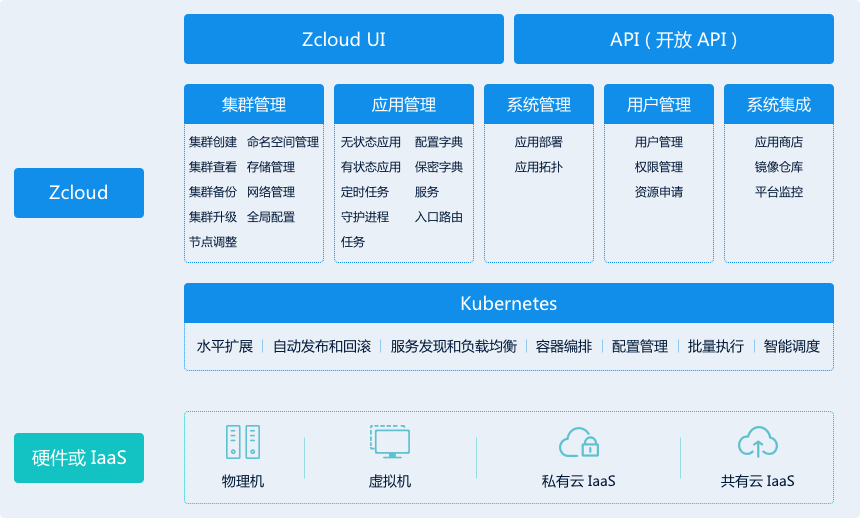 Zcloud UI
API ( 开放 API )
Zcloud
集群管理
集群创建 命名空间管理
集群查看 存储管理
集群备份 网络管理
集群升级 全局配置
节点调整
应用管理
无状态应用 配置字典
有状态应用 保密字典
定时任务 服务
守护进程 入口路由
任务
系统管理
应用部署
应用拓扑
用户管理
用户管理
权限管理
资源申请
系统集成
应用商店
镜像仓库
平台监控
Kubernetes
水平扩展 自动发布和回滚 服务发现和负载均衡 容器编排 配置管理 批量执行 智能调度
硬件或 IaaS
物理机 虚拟机 私有云 IaaS 共有云 IaaS